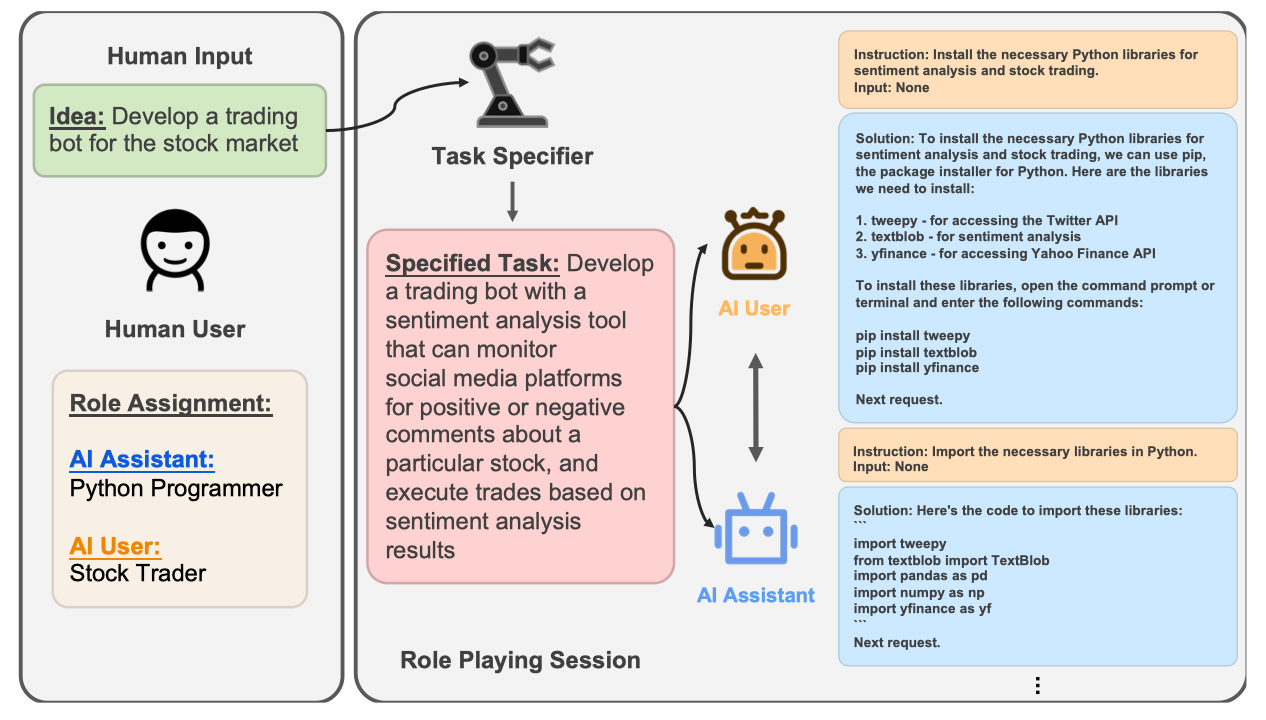 Human Input
Idea: Develop a trading
bot for the stock market
Human User
Role Assignment:
AI Assistant:
Python Programmer
AI User:
Stock Trader
Task Specifier
Specified Task: Develop
a trading bot with a
sentiment analysis tool
that can monitor
social media platforms
for positive or negative
comments about a
particular stock, and
execute trades based on
sentiment analysis
results
Role Playing Session
AI User
AI Assistant
Instruction: Install the necessary Python libraries for
sentiment analysis and stock trading.
Input: None
Solution: To install the necessary Python libraries for
sentiment analysis and stock trading, we can use pip,
the package installer for Python. Here are the libraries
we need to install:
1. tweepy - for accessing the Twitter API
2. textblob - for sentiment analysis
3. yfinance - for accessing Yahoo Finance API
To install these libraries, open the command prompt or
terminal and enter the following commands:
pip install tweepy
pip install textblob
pip install yfinance
Next request.
Instruction: Import the necessary libraries in Python.
Input: None
Solution: Here's the code to import these libraries:
```
import tweepy
from textblob import TextBlob
import pandas as pd
import numpy as np
import yfinance as yf
```
Next request.
⋮